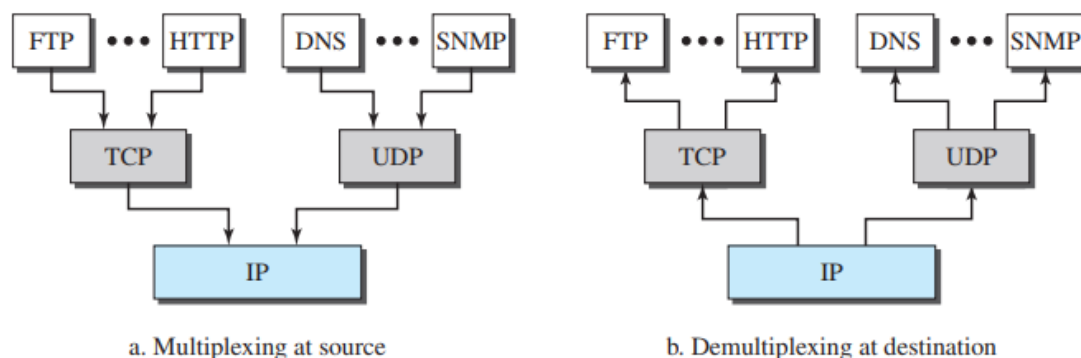 FTP ••• HTTP DNS ••• SNMP
TCP UDP
IP
a. Multiplexing at source
FTP ••• HTTP DNS ••• SNMP
TCP UDP
IP
b. Demultiplexing at destination